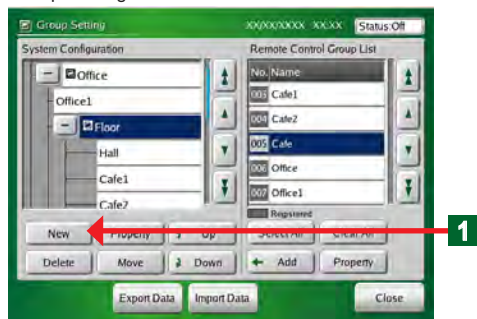 Group Setting XX/XX/XXXX XX:XX Status:Off
System Configuration Remote Control Group List
Office
Office1
Floor
Hall
Cafe1
Cafe2
No. Name
003 Cafe1
004 Cafe2
005 Cafe
006 Office
007 Office1
Registered
New Property Up Select All Clear All
1
Delete Move Down Add Property
Export Data Import Data Close